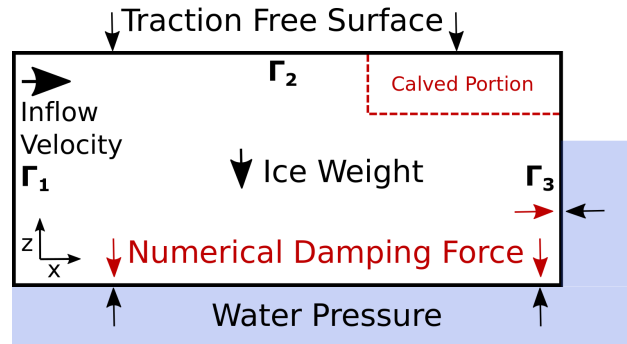 Traction Free Surface
Γ2
Calved Portion
Inflow
Velocity
Γ1
Ice Weight
Γ3
z
x
Numerical Damping Force
Water Pressure